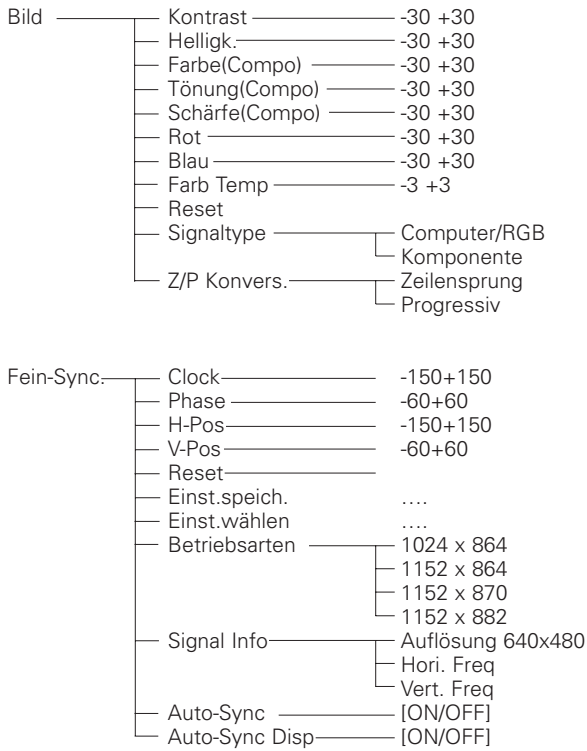 Bild Kontrast -30 +30
Helligk. -30 +30
Farbe(Compo) -30 +30
Tönung(Compo) -30 +30
Schärfe(Compo) -30 +30
Rot -30 +30
Blau -30 +30
Farb Temp -3 +3
Reset
Signaltype Computer/RGB
Komponente
Z/P Konvers. Zeilensprung
Progressiv
Fein-Sync. Clock -150+150
Phase -60+60
H-Pos -150+150
V-Pos -60+60
Reset
Einst.speich. ....
Einst.wählen ....
Betriebsarten 1024 x 864
1152 x 864
1152 x 870
1152 x 882
Signal Info Auflösung 640x480
Hori. Freq
Vert. Freq
Auto-Sync [ON/OFF]
Auto-Sync Disp [ON/OFF]